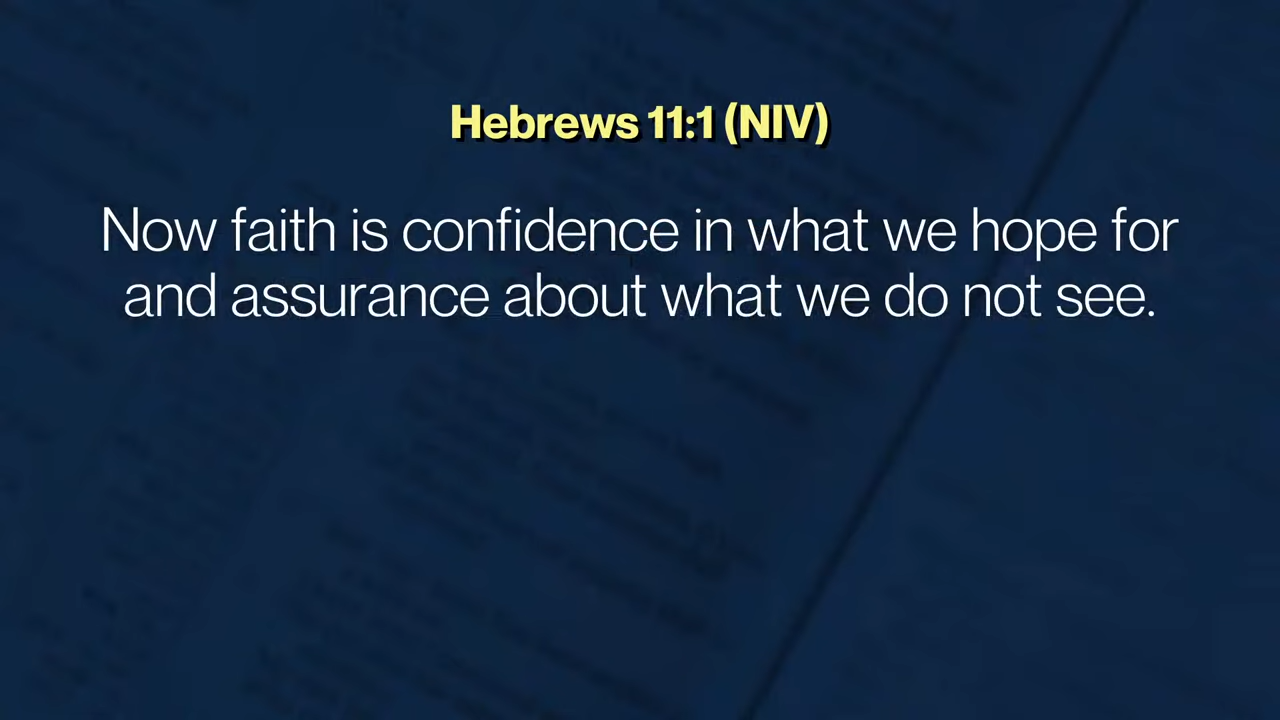 Hebrews 11:1 (NIV)
Now faith is confidence in what we hope for
and assurance about what we do not see.